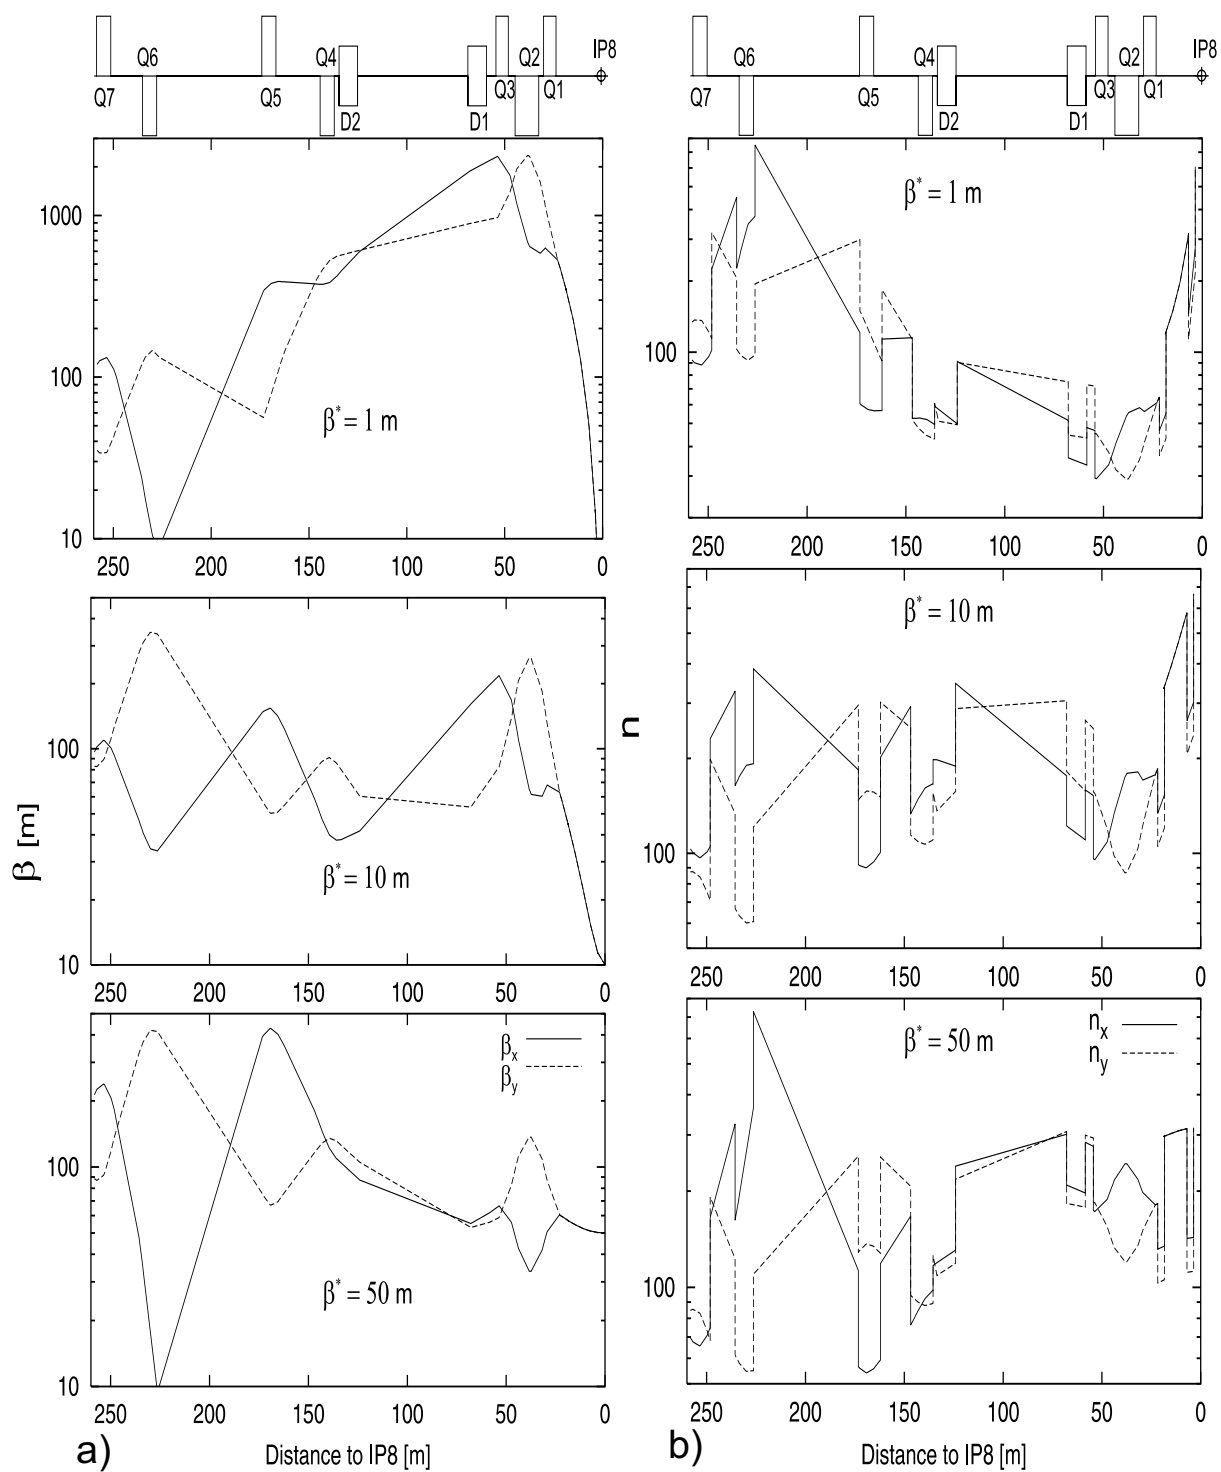 Q6 Q4 Q2 IP8
Q7 Q5 D2 D1 Q3 Q1
1000
100
10
β* = 1 m
250 200 150 100 50 0
100
10
β* = 10 m
250 200 150 100 50 0
β [m]
βx
βy
100
10
β* = 50 m
250 200 150 100 50 0
a) Distance to IP8 [m]
Q6 Q4 Q2 IP8
Q7 Q5 D2 D1 Q3 Q1
β* = 1 m
100
250 200 150 100 50 0
β* = 10 m
100
250 200 150 100 50 0
n
β* = 50 m
nx
ny
100
250 200 150 100 50 0
b) Distance to IP8 [m]